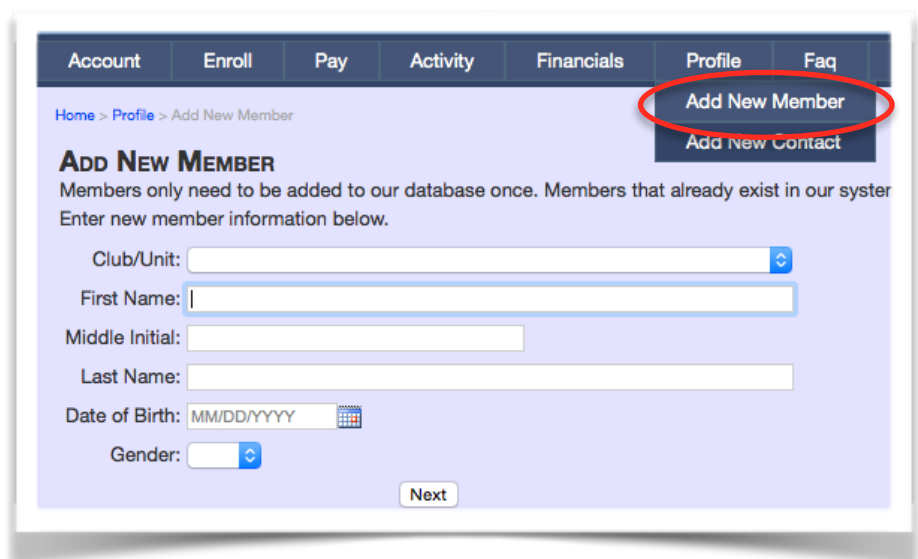 Account Enroll Pay Activity Financials Profile Faq
Add New Member
Add New Contact
Home > Profile > Add New Member
ADD NEW MEMBER
Members only need to be added to our database once. Members that already exist in our
Enter new member information below.
Club/Unit:
First Name:
Middle Initial:
Last Name:
Date of Birth: MM/DD/YYYY
Gender:
Next